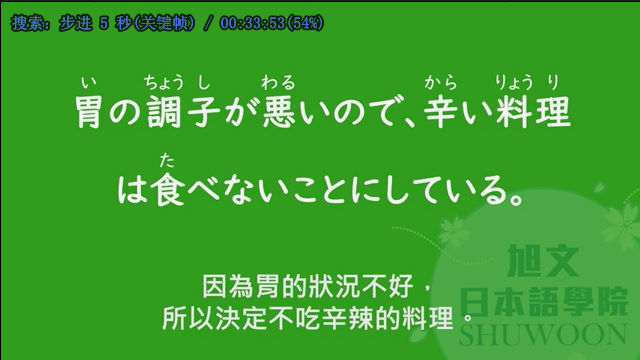 搜索: 步进 5 秒(关键帧) / 00:33:53(54%)
い ちょう し わる から りょう り
胃の調子が悪いので、辛い料理
た
は食べないことにしている。
因為胃的狀況不好，
所以決定不吃辛辣的料理。
旭文
日本語學院
SHUWOON